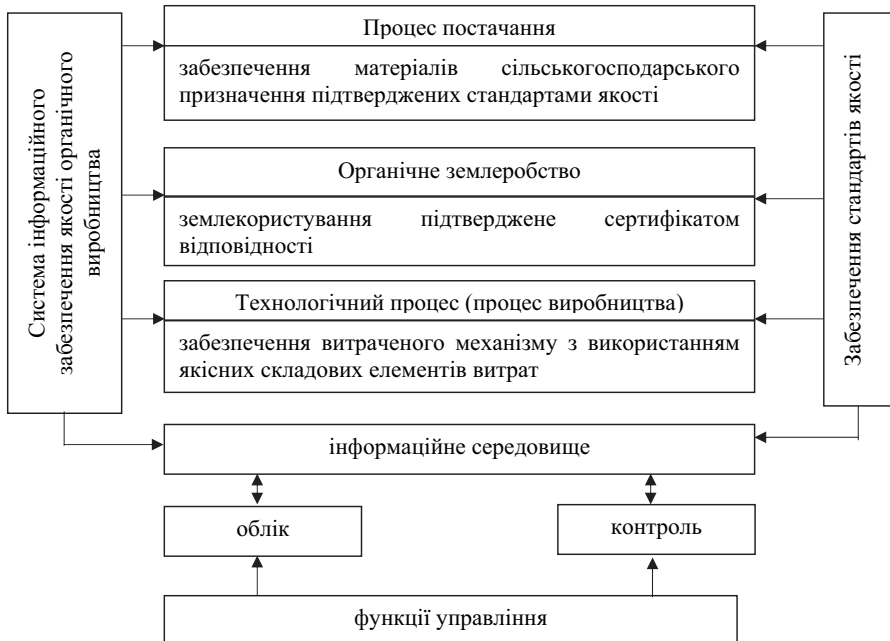 Система інформаційного
забезпечення якості органічного
виробництва
Процес постачання
забезпечення матеріалів сільськогосподарського
призначення підтверджених стандартами якості
Органічне землеробство
землекористування підтверджене сертифікатом
відповідності
Технологічний процес (процес виробництва)
забезпечення витраченого механізму з використанням
якісних складових елементів витрат
Забезпечення стандартів якості
інформаційне середовище
облік
контроль
функції управління